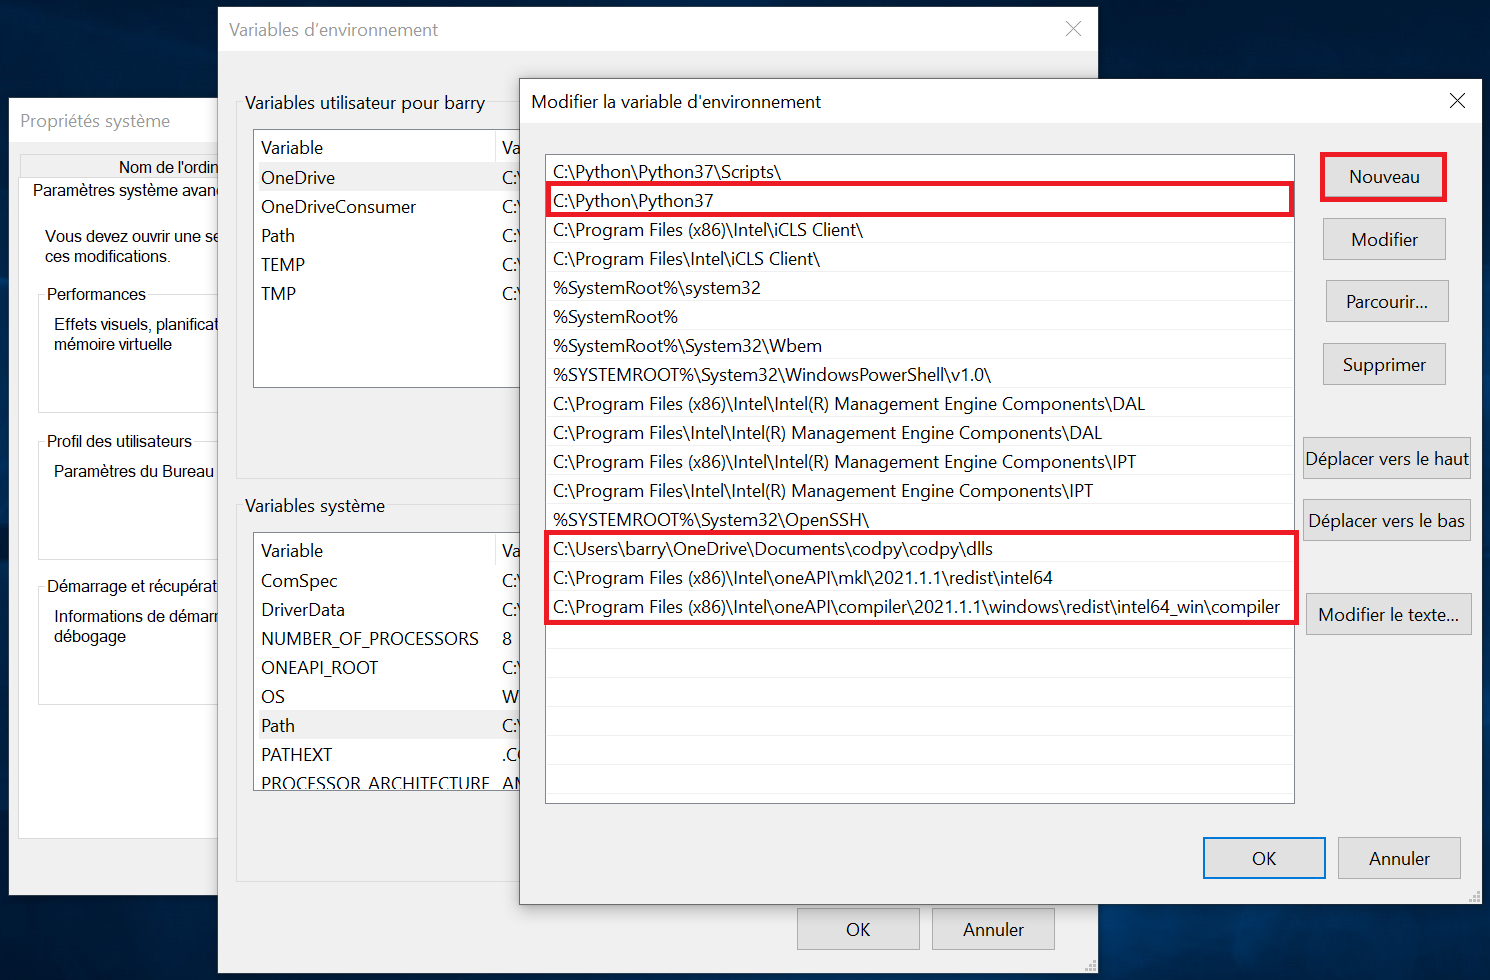 Variables d'environnement
Propriétés système
Nom de l'ordin
Paramètres système avan
Vous devez ouvrir une se
ces modifications.
Performances
Effets visuels, planificat
mémoire virtuelle
Profil des utilisateurs
Paramètres du Bureau
Démarrage et récupérat
Informations de démarr
débogage
Variables utilisateur pour barry
Variable Va
OneDrive C:\
OneDriveConsumer C:\
Path C:\
TEMP C:\
TMP C:\
Variables système
Variable Va
ComSpec C:\
DriverData C:\
NUMBER_OF_PROCESSORS 8
ONEAPI_ROOT C:\
OS W
Path C:\
PATHEXT .CO
PROCESSOR_ARCHITECTURE AM
OK
Annuler
Modifier la variable d'environnement
C:\Python\Python37\Scripts\
C:\Python\Python37
C:\Program Files (x86)\Intel\iCLS Client\
C:\Program Files\Intel\iCLS Client\
%SystemRoot%\system32
%SystemRoot%
%SystemRoot%\System32\Wbem
%SYSTEMROOT%\System32\WindowsPowerShell\v1.0\
C:\Program Files (x86)\Intel\Intel(R) Management Engine Components\DAL
C:\Program Files\Intel\Intel(R) Management Engine Components\DAL
C:\Program Files (x86)\Intel\Intel(R) Management Engine Components\IPT
C:\Program Files\Intel\Intel(R) Management Engine Components\IPT
%SYSTEMROOT%\System32\OpenSSH\
C:\Users\barry\OneDrive\Documents\codpy\codpy\dlls
C:\Program Files (x86)\Intel\oneAPI\mkl\2021.1.1\redist\intel64
C:\Program Files (x86)\Intel\oneAPI\compiler\2021.1.1\windows\redist\intel64_win\compiler
Nouveau
Modifier
Parcourir...
Supprimer
Déplacer vers le haut
Déplacer vers le bas
Modifier le texte...
OK
Annuler